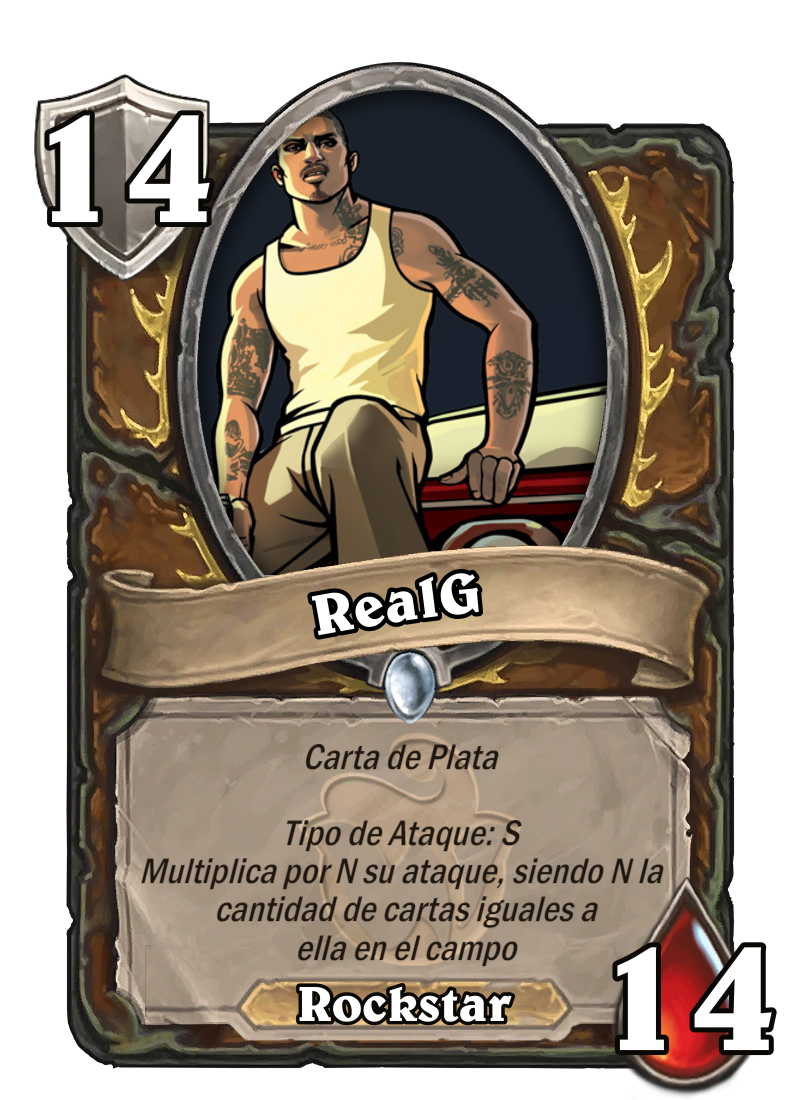 14
RealG
Carta de Plata
Tipo de Ataque: S
Multiplica por N su ataque, siendo N la
cantidad de cartas iguales a
ella en el campo
Rockstar
14